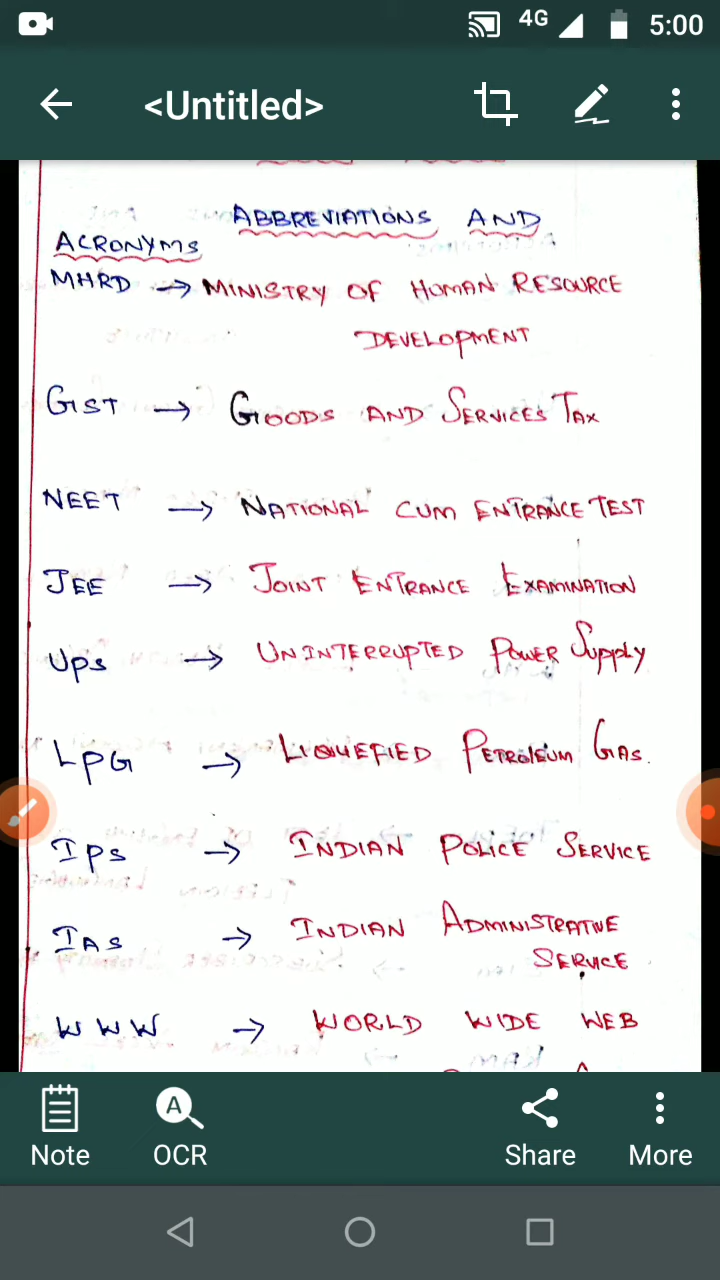 4G 5:00
<Untitled>
ABBREVIATIONS AND
ACRONYMS
MHRD → MINISTRY OF HUMAN RESOURCE
DEVELOPMENT
GST → GOODS AND SERVICES TAX
NEET → NATIONAL CUM ENTRANCE TEST
JEE → JOINT ENTRANCE EXAMINATION
UPS → UNINTERRUPTED POWER SUPPLY
LPG → LIQUEFIED PETROLEUM GAS.
IPS → INDIAN POLICE SERVICE
IAS → INDIAN ADMINISTRATIVE
SERVICE
WWW → WORLD WIDE WEB
Note OCR Share More